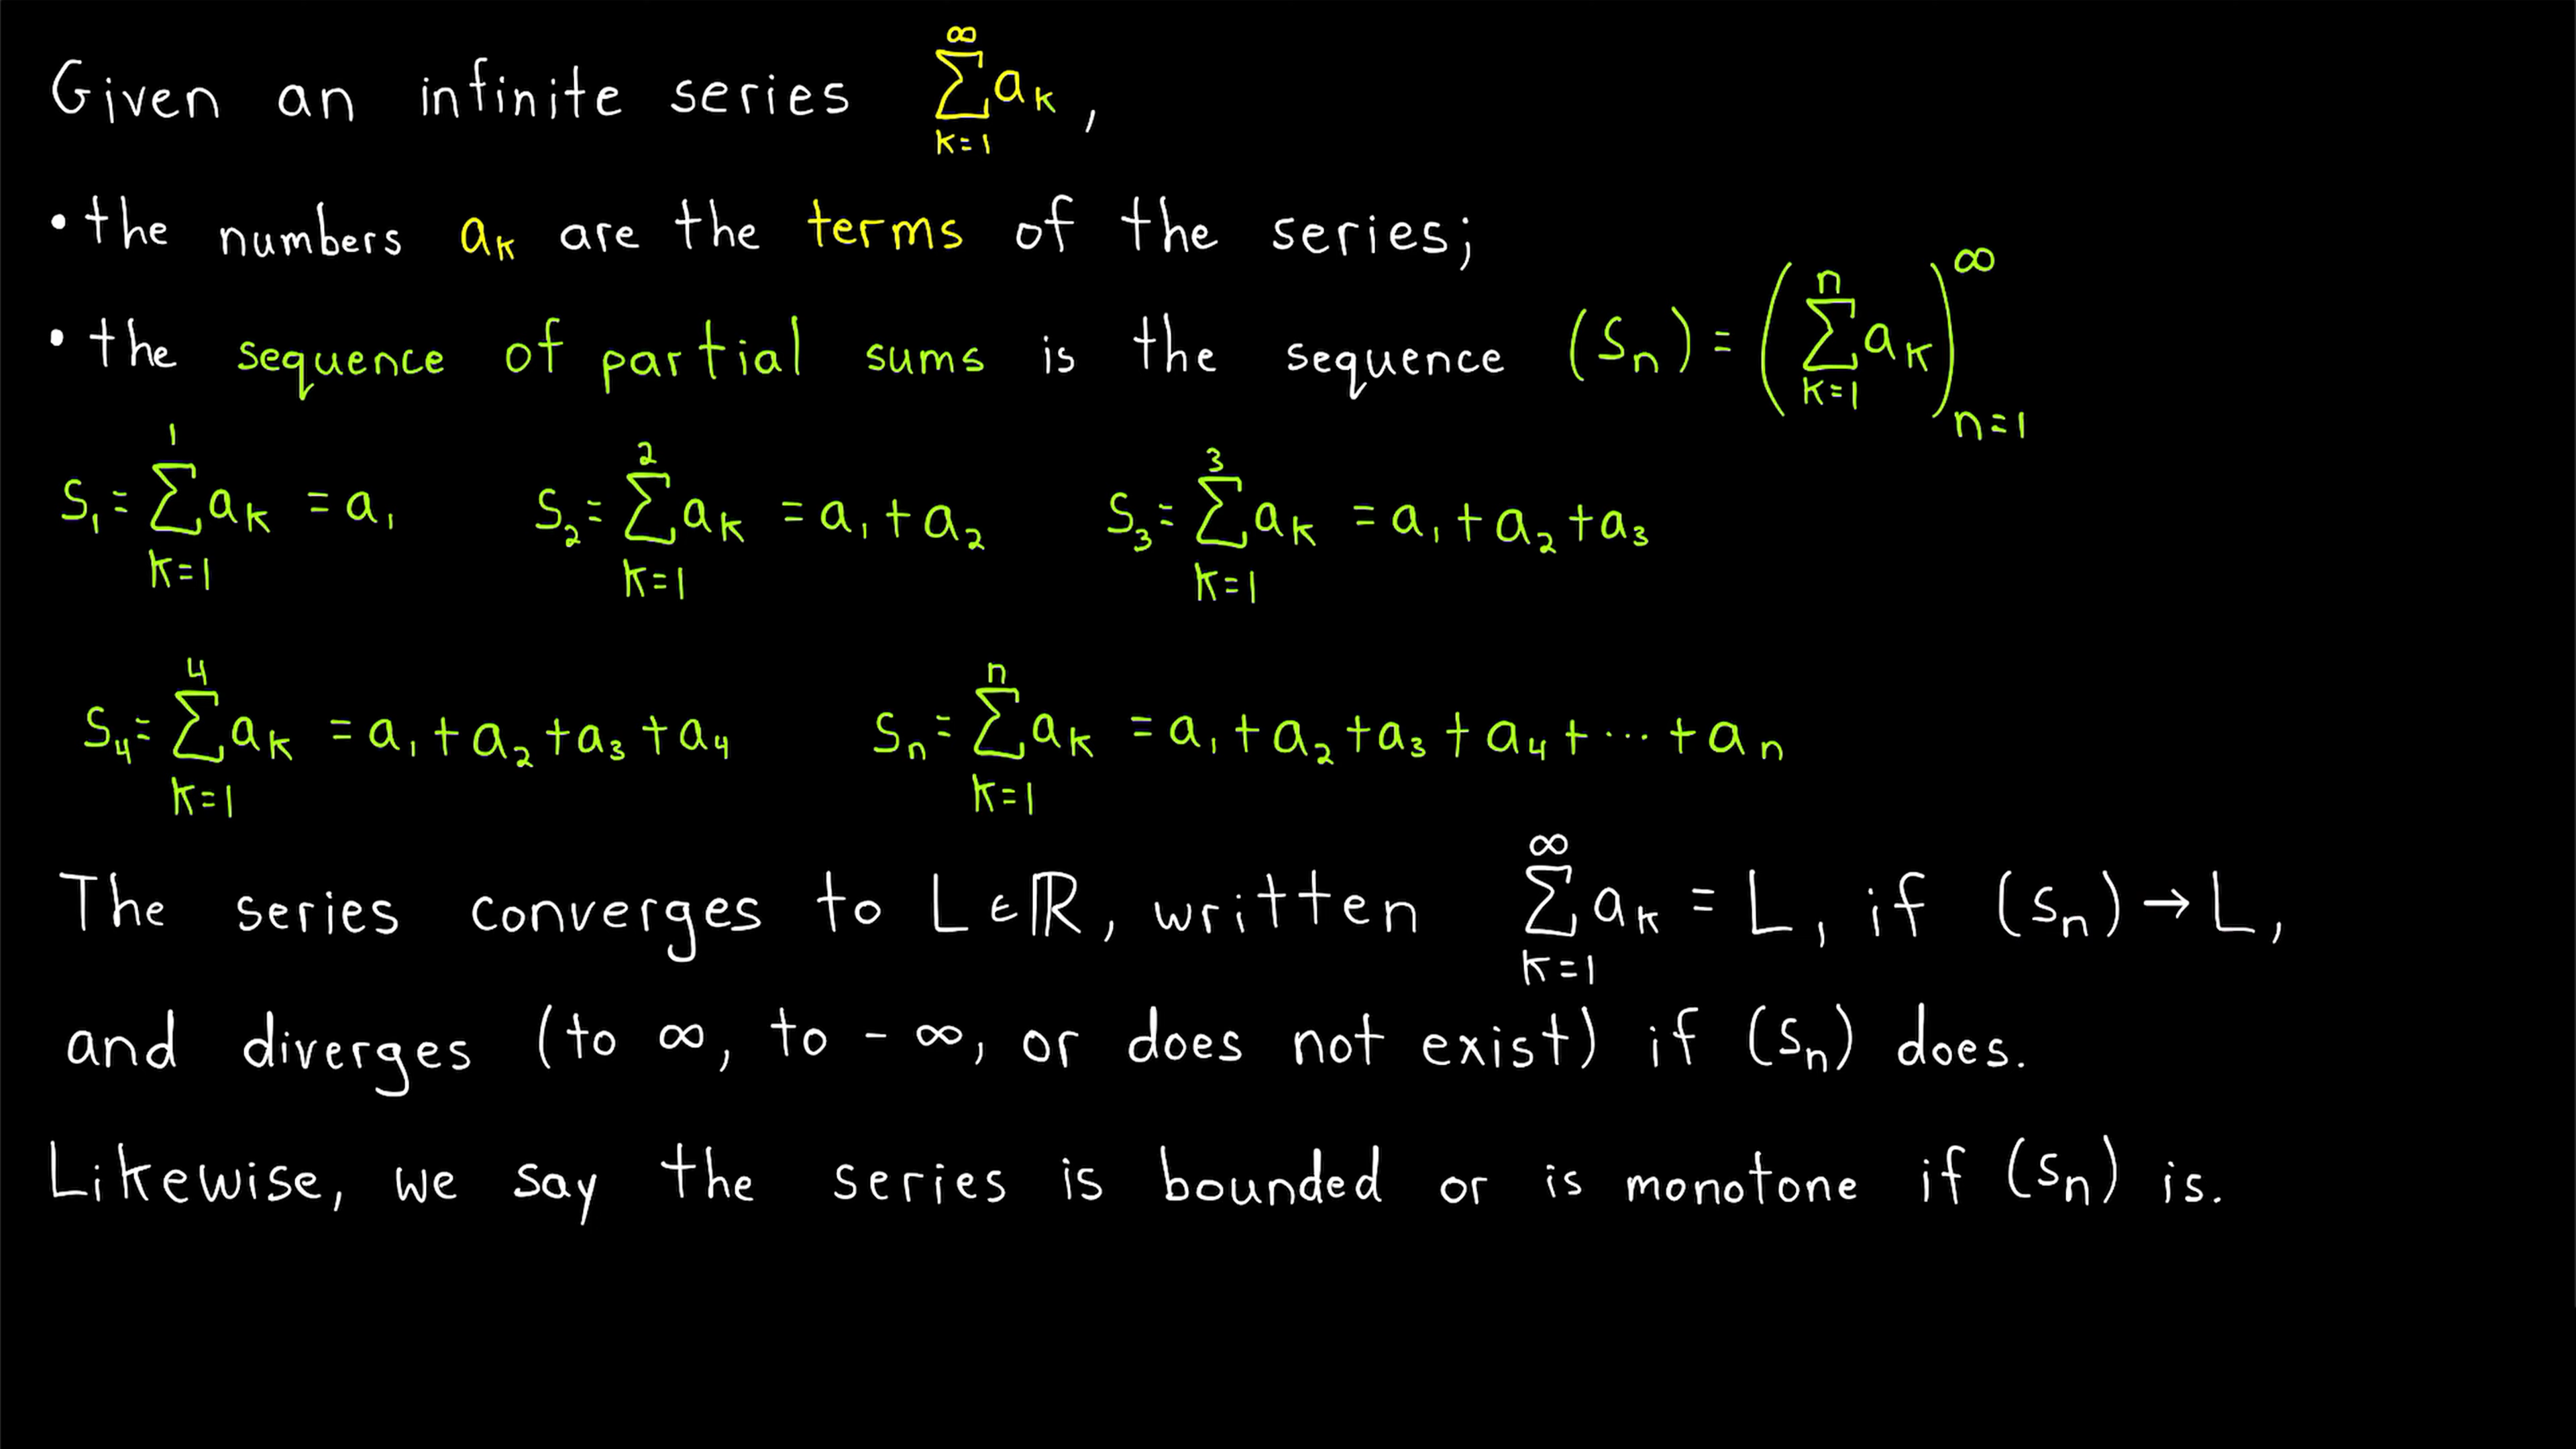 Given an infinite series ∑_{k=1}^{∞} a_k,
• the numbers a_k are the terms of the series;
• the sequence of partial sums is the sequence (s_n) = (∑_{k=1}^{n} a_k)_{n=1}^{∞}
s_1 = ∑_{k=1}^{1} a_k = a_1 s_2 = ∑_{k=1}^{2} a_k = a_1 + a_2 s_3 = ∑_{k=1}^{3} a_k = a_1 + a_2 + a_3
s_4 = ∑_{k=1}^{4} a_k = a_1 + a_2 + a_3 + a_4 s_n = ∑_{k=1}^{n} a_k = a_1 + a_2 + a_3 + a_4 + ⋯ + a_n
The series converges to L ∈ ℝ, written ∑_{k=1}^{∞} a_k = L, if (s_n) → L,
and diverges (to ∞, to - ∞, or does not exist) if (s_n) does.
Likewise, we say the series is bounded or is monotone if (s_n) is.